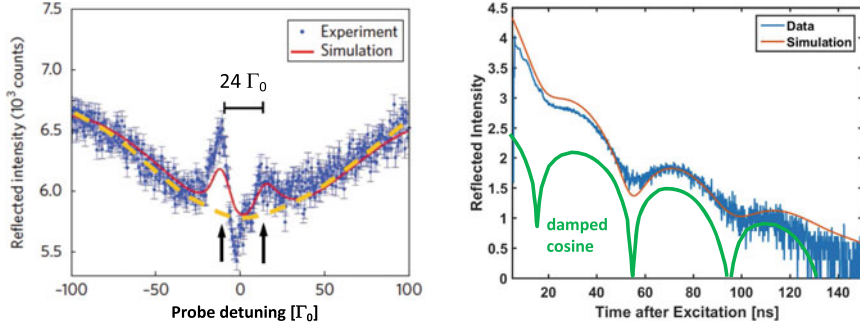 7.5
7.0
6.5
6.0
5.5
Reflected intensity (10³ counts)
Experiment
Simulation
24 Γ₀
-100
-50
0
50
100
Probe detuning [Γ₀]
4.5
4
3.5
3
2.5
2
1.5
1
0.5
0
Reflected Intensity
Data
Simulation
damped
cosine
20
40
60
80
100
120
140
Time after Excitation [ns]